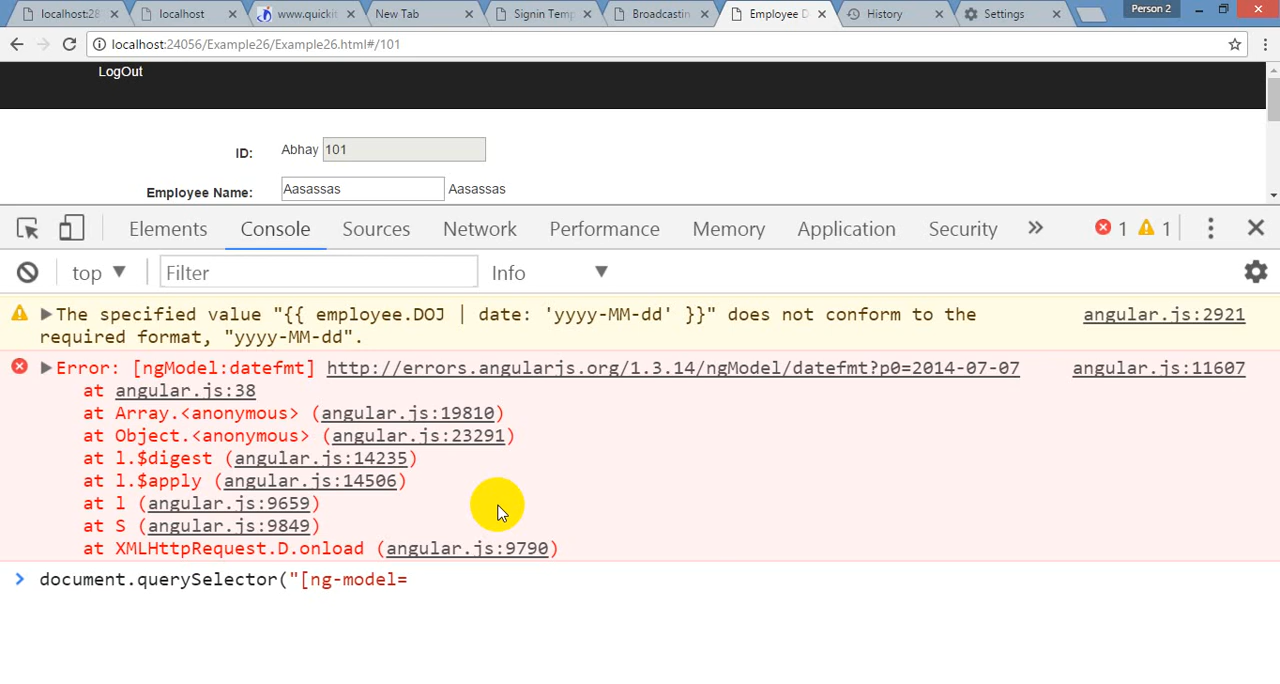 localhost:28 localhost www.quickit New Tab Signin Temp Broadcastin Employee D History Settings Person 2
localhost:24056/Example26/Example26.html#/101
LogOut
ID: Abhay 101
Employee Name: Aasassas Aasassas
Elements Console Sources Network Performance Memory Application Security » 1 1
top Filter Info
The specified value "{{ employee.DOJ | date: 'yyyy-MM-dd' }}" does not conform to the angular.js:2921
required format, "yyyy-MM-dd".
Error: [ngModel:datefmt] http://errors.angularjs.org/1.3.14/ngModel/datefmt?p0=2014-07-07 angular.js:11607
at angular.js:38
at Array.<anonymous> (angular.js:19810)
at Object.<anonymous> (angular.js:23291)
at l.$digest (angular.js:14235)
at l.$apply (angular.js:14506)
at l (angular.js:9659)
at S (angular.js:9849)
at XMLHttpRequest.D.onload (angular.js:9790)
> document.querySelector("[ng-model=